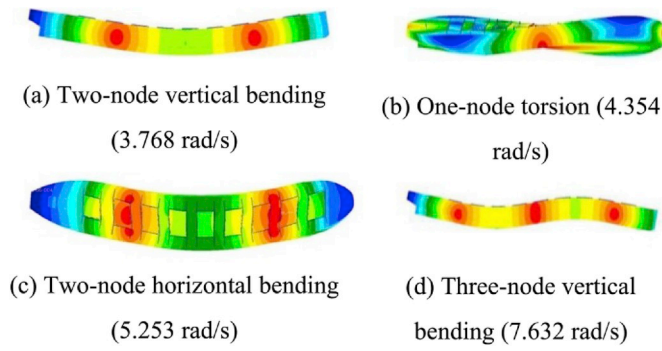 (a) Two-node vertical bending
(3.768 rad/s)
(b) One-node torsion (4.354
rad/s)
(c) Two-node horizontal bending
(5.253 rad/s)
(d) Three-node vertical
bending (7.632 rad/s)